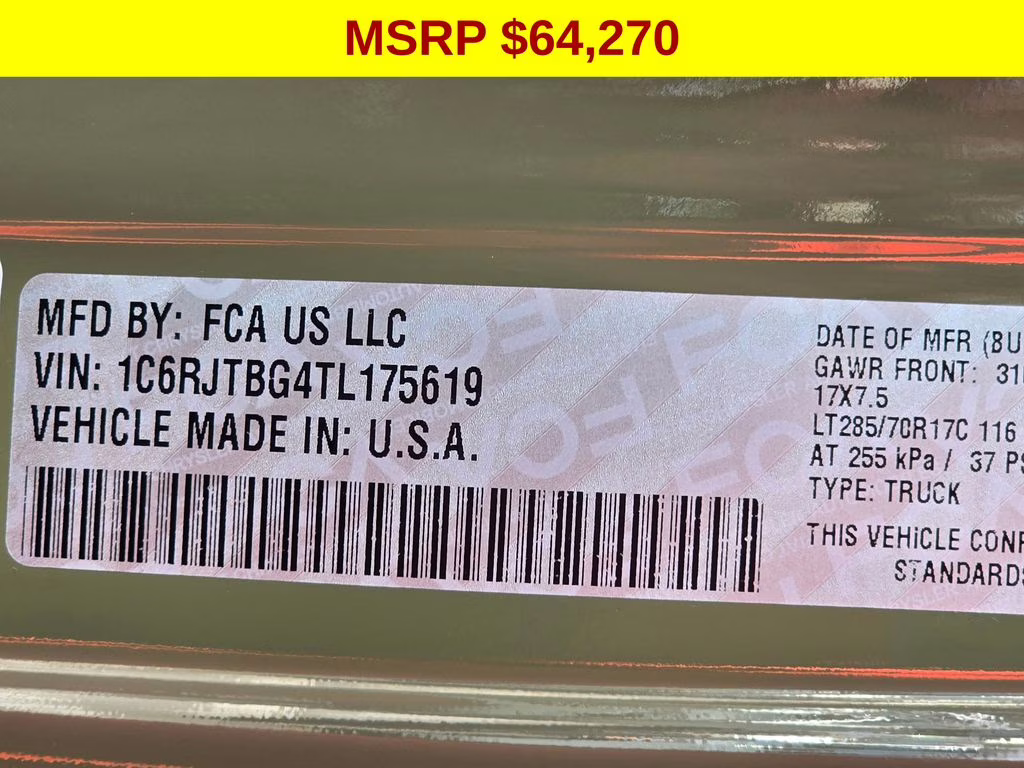 MSRP $64,270
MFD BY: FCA US LLC
VIN: 1C6RJTBG4TL175619
VEHICLE MADE IN: U.S.A.
DATE OF MFR
GAWR FRONT:
17X7.5
LT285/70R17C 116
AT 255 kPa / 37
TYPE: TRUCK
THIS VEHICLE